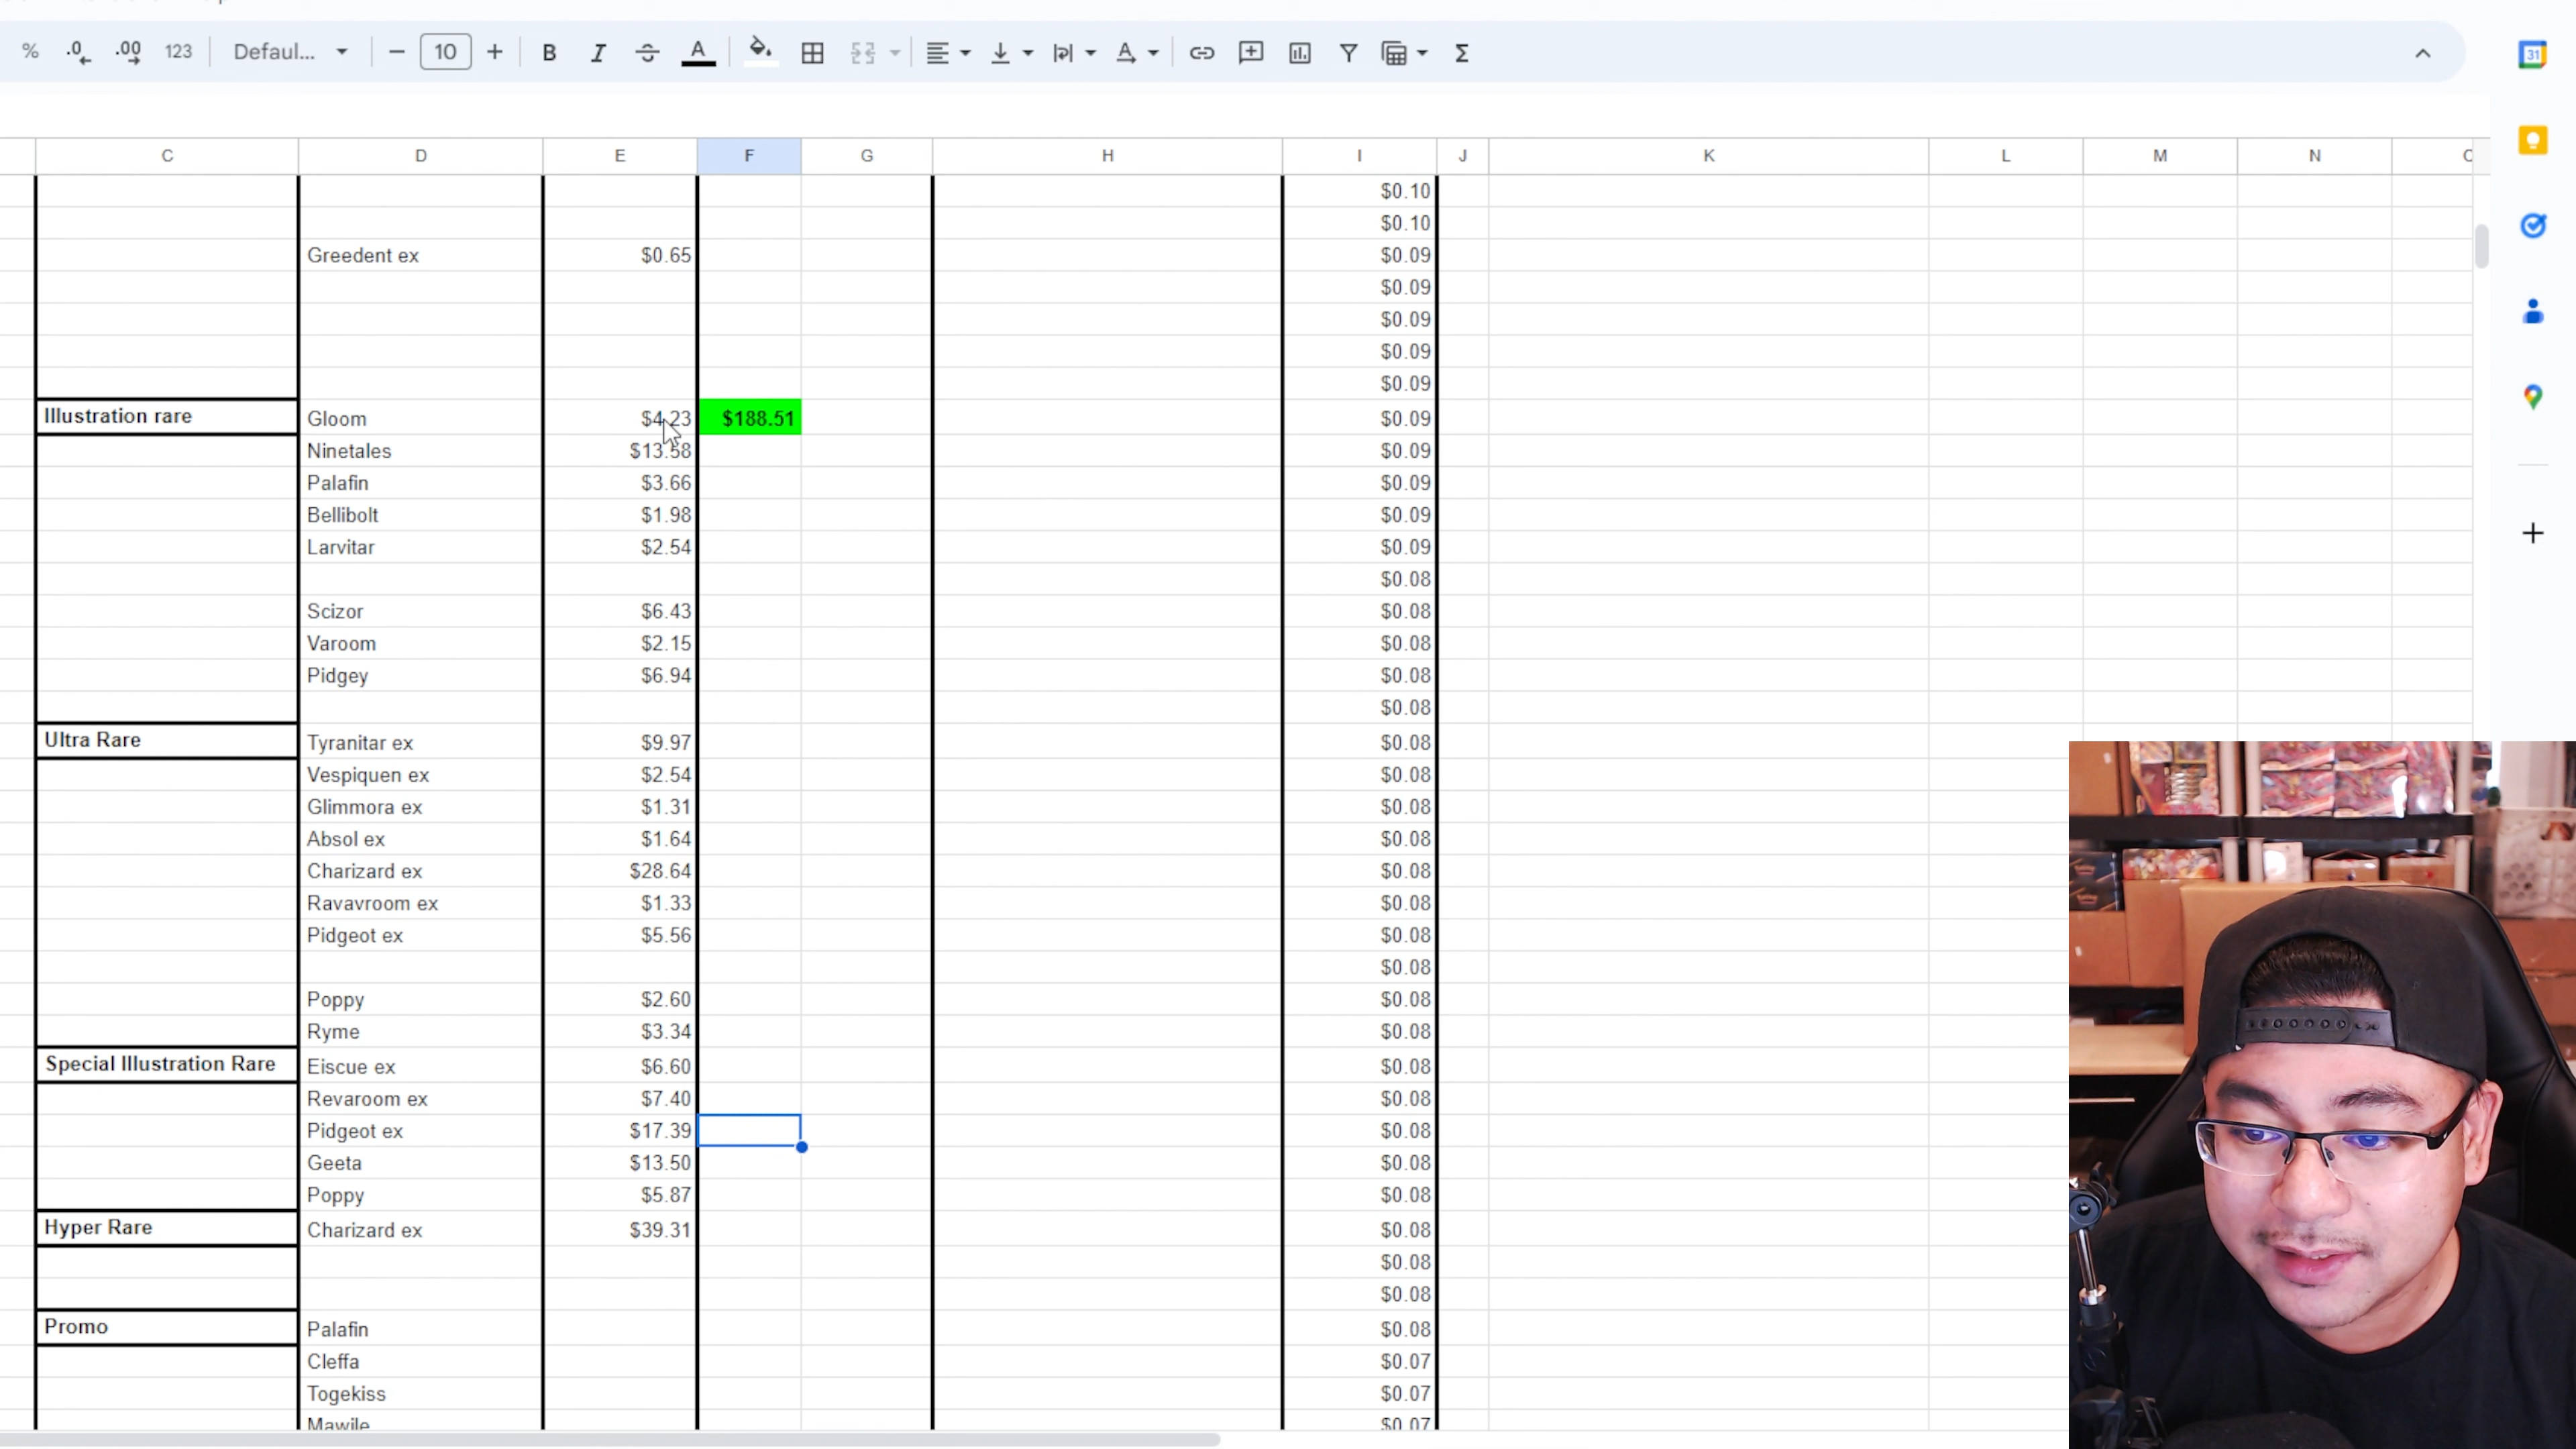 % .0 .00 123 Defaul... 10 B I A Σ 31
C D E F G H I J K L M N
$0.10
$0.10
Greedent ex $0.65 $0.09
$0.09
$0.09
$0.09
$0.09
Illustration rare Gloom $4.23 $188.51 $0.09
Ninetales $13.58 $0.09
Palafin $3.66 $0.09
Bellibolt $1.98 $0.09
Larvitar $2.54 $0.09
$0.08
Scizor $6.43 $0.08
Varoom $2.15 $0.08
Pidgey $6.94 $0.08
$0.08
Ultra Rare Tyranitar ex $9.97 $0.08
Vespiquen ex $2.54 $0.08
Glimmora ex $1.31 $0.08
Absol ex $1.64 $0.08
Charizard ex $28.64 $0.08
Ravavroom ex $1.33 $0.08
Pidgeot ex $5.56 $0.08
$0.08
Poppy $2.60 $0.08
Ryme $3.34 $0.08
Special Illustration Rare Eiscue ex $6.60 $0.08
Revaroom ex $7.40 $0.08
Pidgeot ex $17.39 $0.08
Geeta $13.50 $0.08
Poppy $5.87 $0.08
Hyper Rare Charizard ex $39.31 $0.08
$0.08
$0.08
Promo Palafin $0.08
Cleffa $0.07
Togekiss $0.07
Mawile $0.07